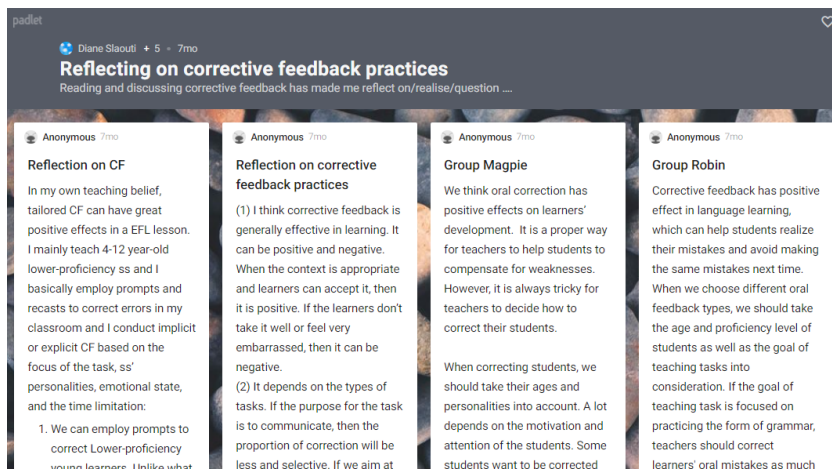 padlet
Diane Slaouti + 5 • 7mo
Reflecting on corrective feedback practices
Reading and discussing corrective feedback has made me reflect on/realise/question ....
Anonymous 7mo
Reflection on CF
In my own teaching belief,
tailored CF can have great
positive effects in a EFL lesson.
I mainly teach 4-12 year-old
lower-proficiency ss and I
basically employ prompts and
recasts to correct errors in my
classroom and I conduct implicit
or explicit CF based on the
focus of the task, ss'
personalities, emotional state,
and the time limitation:
1. We can employ prompts to
correct Lower-proficiency
young learners. Unlike what
Anonymous 7mo
Reflection on corrective
feedback practices
(1) I think corrective feedback is
generally effective in learning. It
can be positive and negative.
When the context is appropriate
and learners can accept it, then
it is positive. If the learners don't
take it well or feel very
embarrassed, then it can be
negative.
(2) It depends on the types of
tasks. If the purpose for the task
is to communicate, then the
proportion of correction will be
less and selective. If we aim at
Anonymous 7mo
Group Magpie
We think oral correction has
positive effects on learners'
development.  It is a proper way
for teachers to help students to
compensate for weaknesses.
However, it is always tricky for
teachers to decide how to
correct their students.
When correcting students, we
should take their ages and
personalities into account. A lot
depends on the motivation and
attention of the students. Some
students want to be corrected
Anonymous 7mo
Group Robin
Corrective feedback has positive
effect in language learning,
which can help students realize
their mistakes and avoid making
the same mistakes next time.
When we choose different oral
feedback types, we should take
the age and proficiency level of
students as well as the goal of
teaching tasks into
consideration. If the goal of
teaching task is focused on
practicing the form of grammar,
teachers should correct
learners' oral mistakes as much